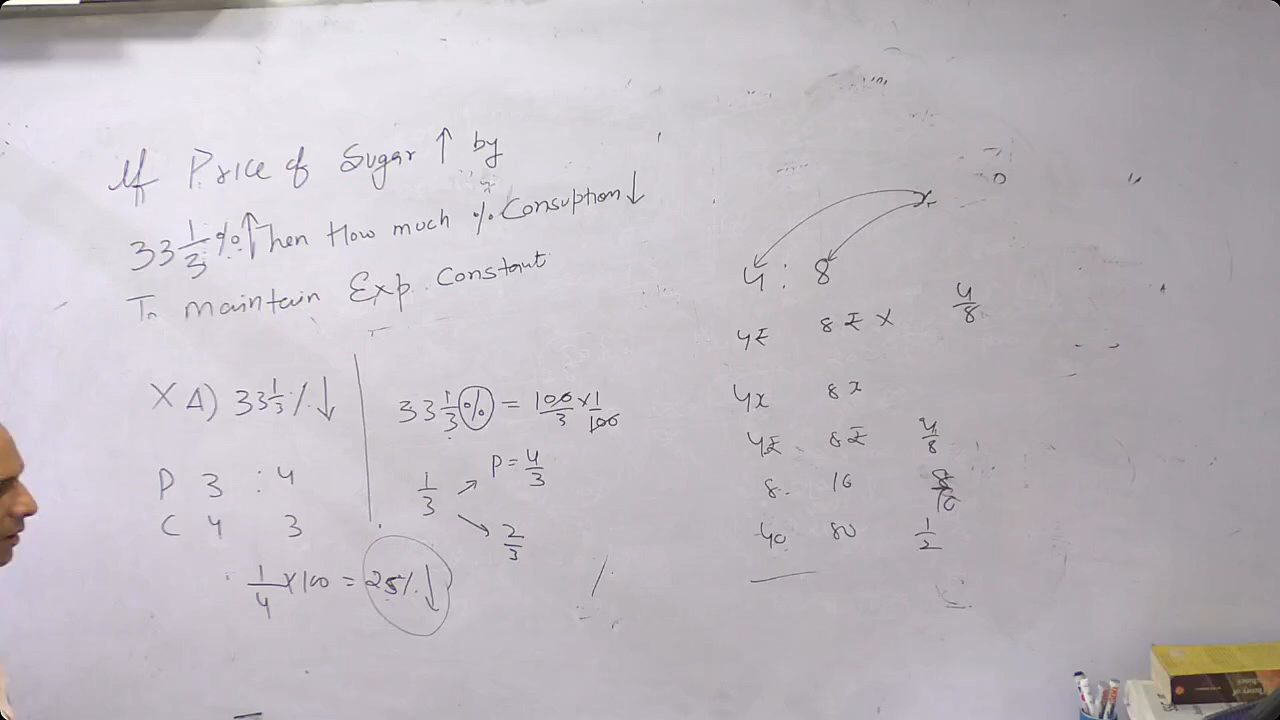 If Price of Sugar ↑ by
33 1/3 %↑ Then How much % Consuption ↓
To maintain Exp. Constant
X A) 33 1/3 % ↓
P 3 : 4
C 4 3
1/4 x 100 = 25% ↓
33 1/3 % = 100/3 x 1/100
1/3
P = 4/3
2/3
x
4 : 8
4₹ 8₹ X 4/8
4x 8x
4₹ 8₹ 4/8
8 16
40 80 1/2